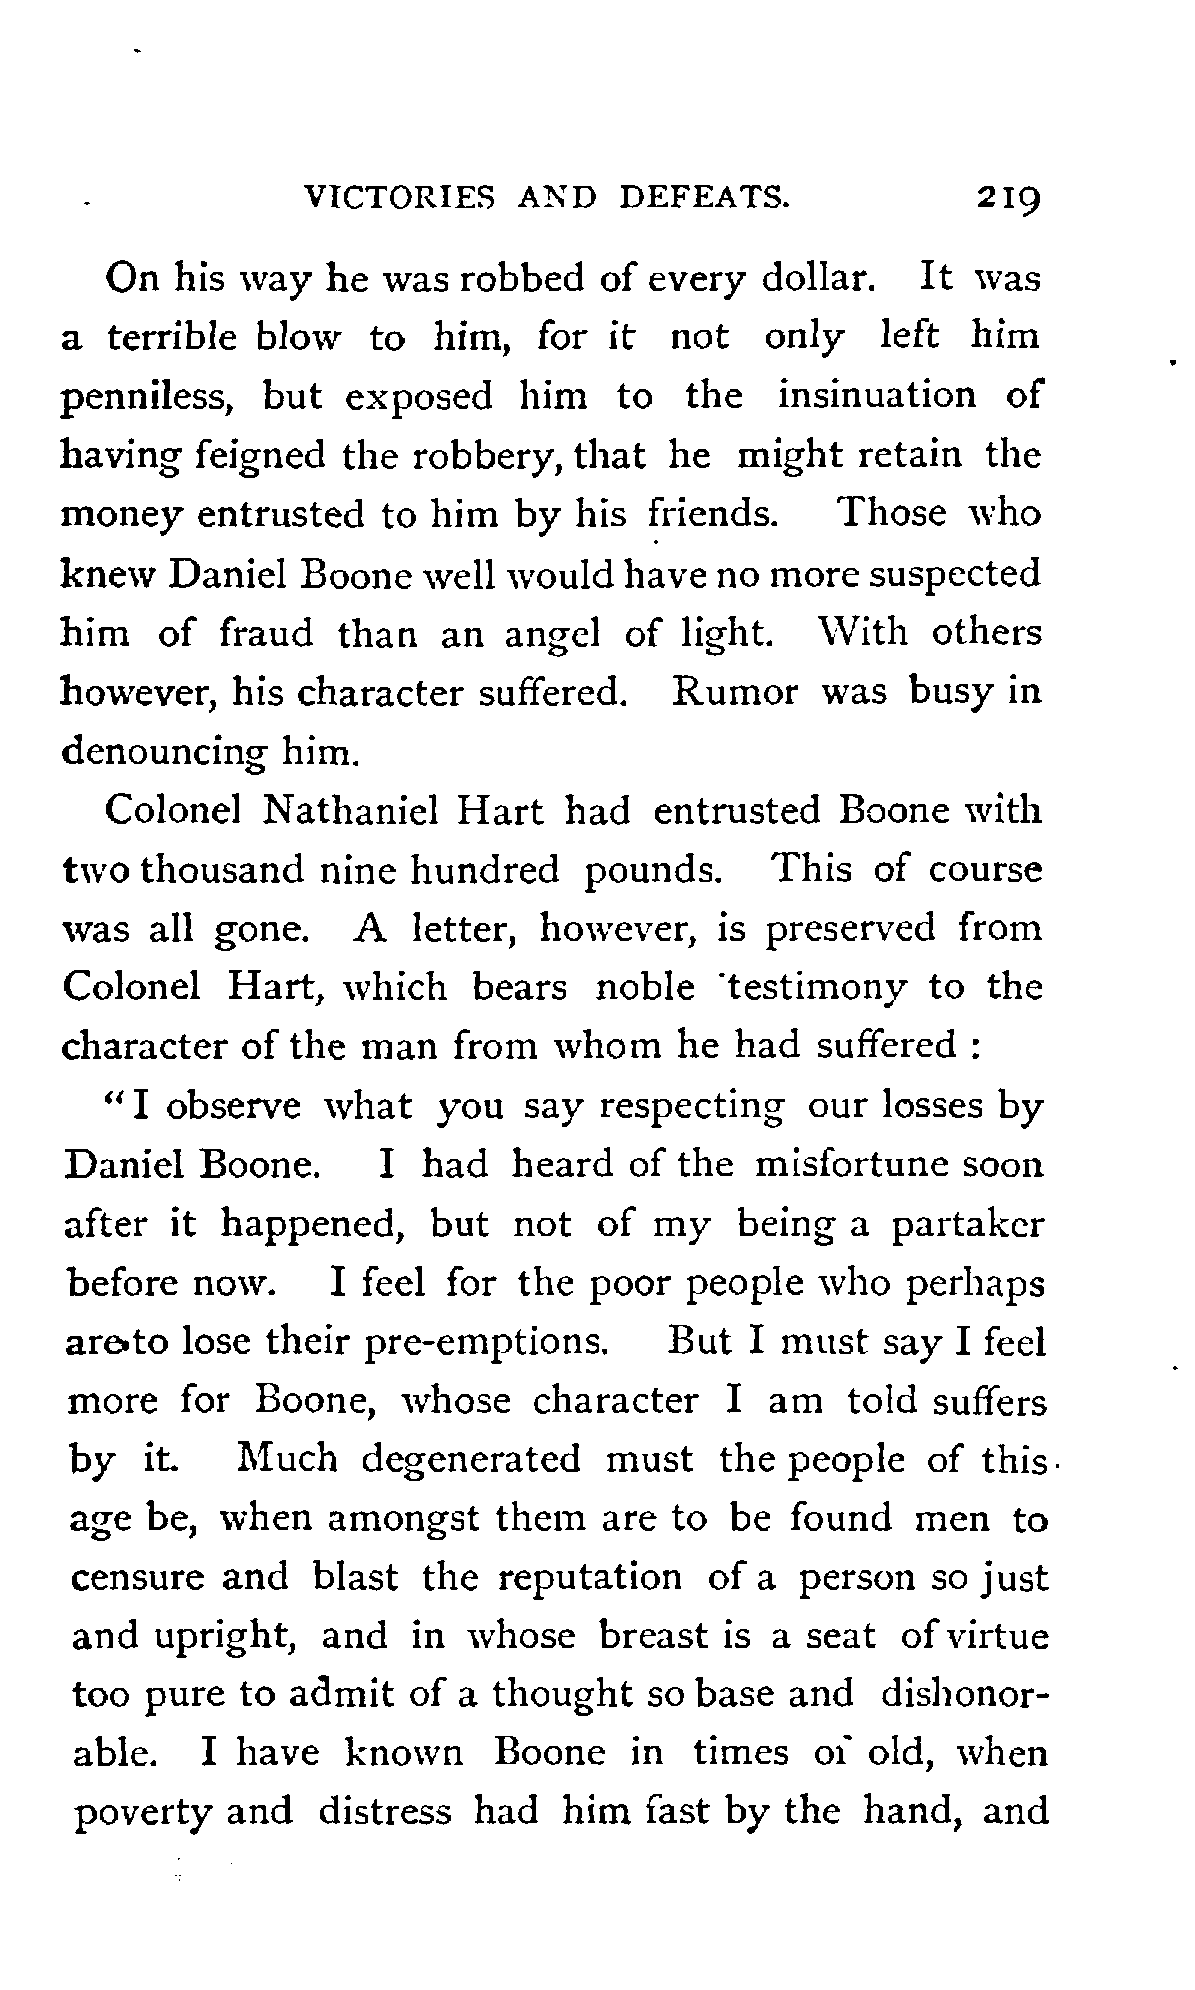 VICTORIES AND DEFEATS. 219
On his way he was robbed of every dollar. It was
a terrible blow to him, for it not only left him
penniless, but exposed him to the insinuation of
having feigned the robbery, that he might retain the
money entrusted to him by his friends. Those who
knew Daniel Boone well would have no more suspected
him of fraud than an angel of light. With others
however, his character suffered. Rumor was busy in
denouncing him.
Colonel Nathaniel Hart had entrusted Boone with
two thousand nine hundred pounds. This of course
was all gone. A letter, however, is preserved from
Colonel Hart, which bears noble testimony to the
character of the man from whom he had suffered :
“I observe what you say respecting our losses by
Daniel Boone. I had heard of the misfortune soon
after it happened, but not of my being a partaker
before now. I feel for the poor people who perhaps
are to lose their pre-emptions. But I must say I feel
more for Boone, whose character I am told suffers
by it. Much degenerated must the people of this
age be, when amongst them are to be found men to
censure and blast the reputation of a person so just
and upright, and in whose breast is a seat of virtue
too pure to admit of a thought so base and dishonor-
able. I have known Boone in times of old, when
poverty and distress had him fast by the hand, and